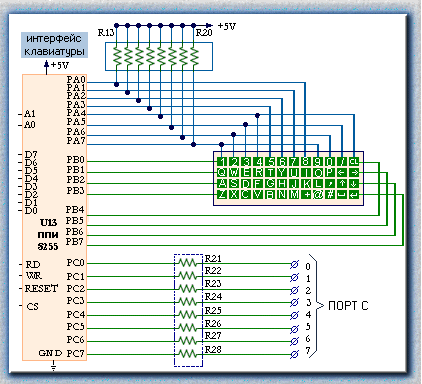 интерфейс
клавиатуры
+5V
R13
R20
+5V
PA0
PA1
PA2
PA3
PA4
PA5
PA6
PA7
A1
A0
D7
D6
D5
D4
D3
D2
D1
D0
PB0
PB1
PB2
PB3
PB4
PB5
PB6
PB7
U13
ППИ
8255
1 2 3 4 5 6 7 8 9 0 /
Q W E R T Y U I O P ← →
A S D F G H J K L , ↑ ↓
Z X C V B N M + @ #
RD
WR
RESET
CS
PC0
PC1
PC2
PC3
PC4
PC5
PC6
PC7
GND
R21
R22
R23
R24
R25
R26
R27
R28
0
1
2
3
4
5
6
7
ПОРТ С